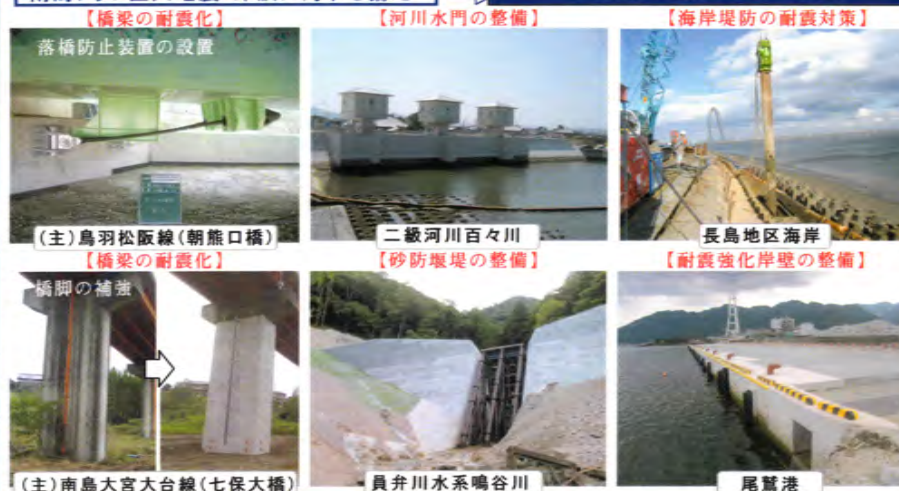 【橋梁の耐震化】
【河川水門の整備】
【海岸堤防の耐震対策】
落橋防止装置の設置
(主)鳥羽松阪線(朝熊口橋)
二級河川百々川
長島地区海岸
【橋梁の耐震化】
【砂防堰堤の整備】
【耐震強化岸壁の整備】
橋脚の補強
(主)南島大宮大台線(七保大橋)
員弁川水系鳴谷川
尾鷲港